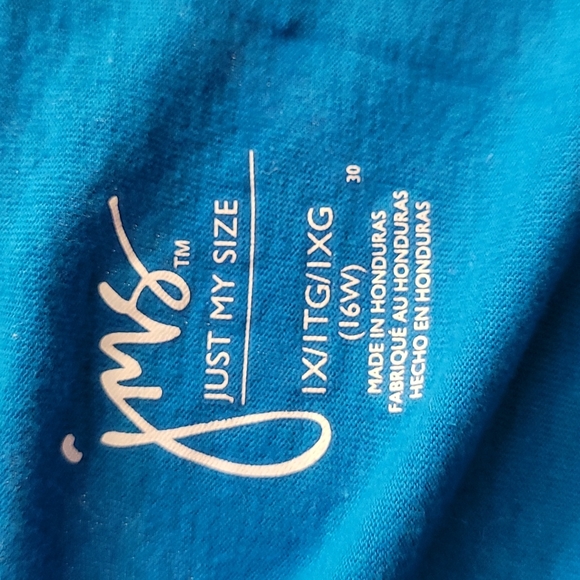 jms™
JUST MY SIZE
1X/1TG/1XG
(16W)
30
MADE IN HONDURAS
FABRIQUÉ AU HONDURAS
HECHO EN HONDURAS